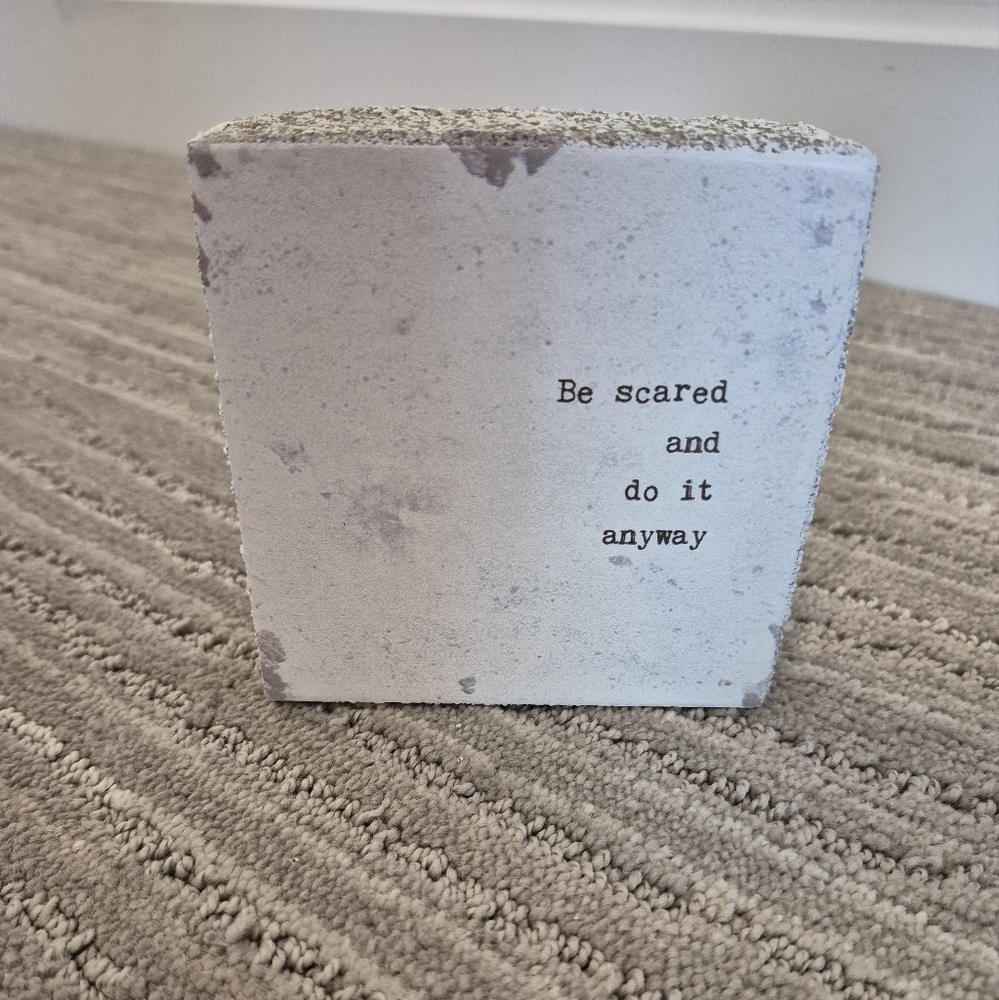 Be scared
and
do it
anyway